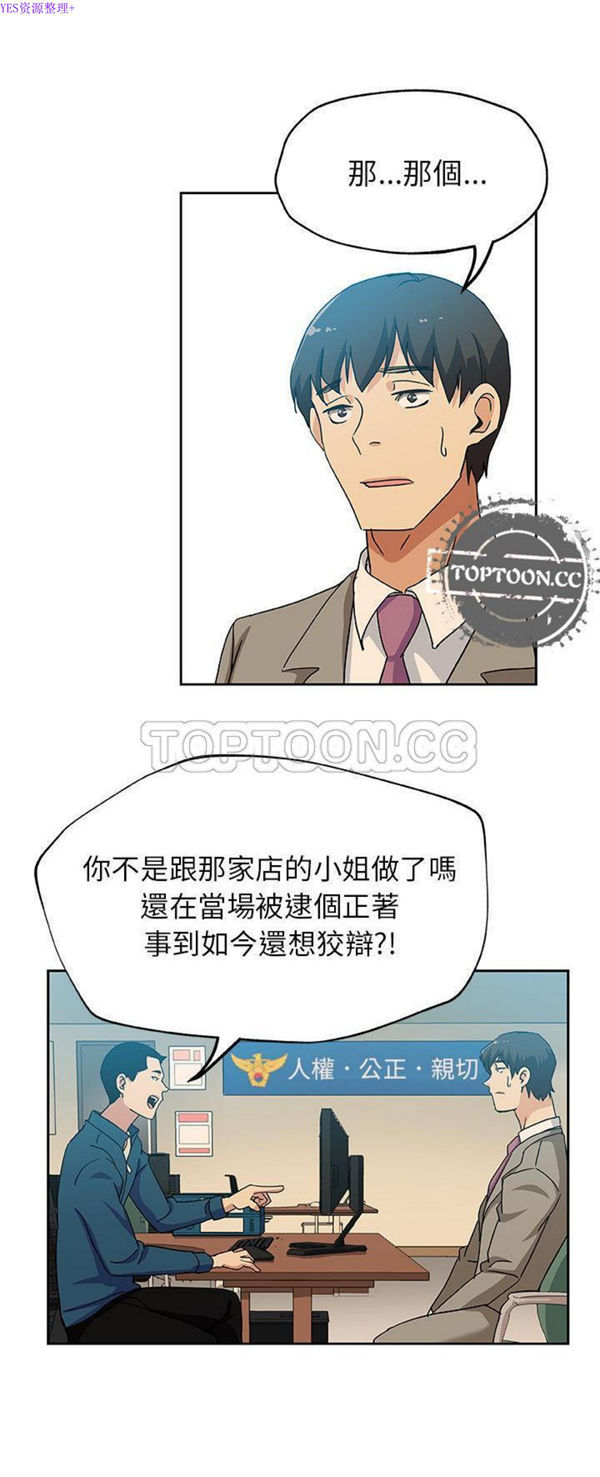 YES资源整理+
那...那個...
TOPTOON.CC
TOPTOON.CC
你不是跟那家店的小姐做了嗎
還在當場被逮個正著
事到如今還想狡辯?!
人權·公正·親切